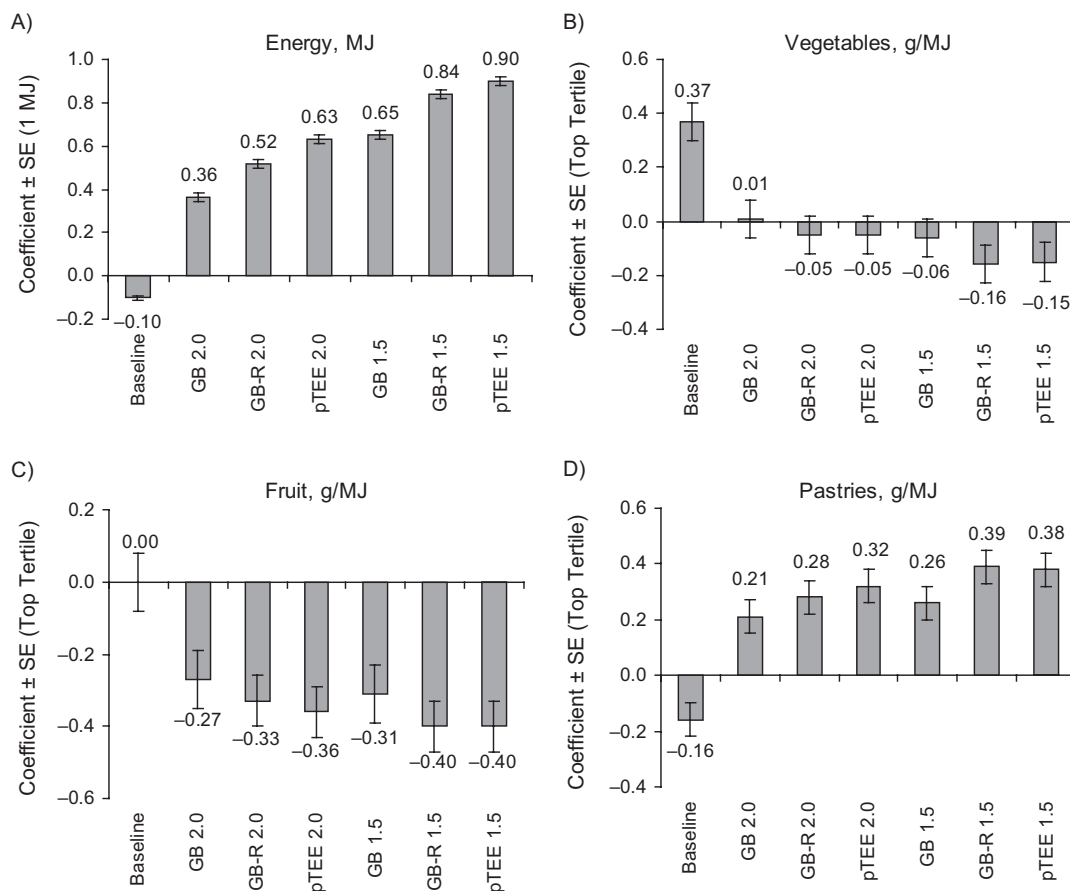 A)
Energy, MJ
Coefficient ± SE (1 MJ)
1.0
0.8
0.6
0.4
0.2
0.0
–0.2
–0.10
0.36
0.52
0.63
0.65
0.84
0.90
Baseline
GB 2.0
GB-R 2.0
pTEE 2.0
GB 1.5
GB-R 1.5
pTEE 1.5
B)
Vegetables, g/MJ
Coefficient ± SE (Top Tertile)
0.6
0.4
0.2
0.0
–0.2
–0.4
0.37
0.01
–0.05
–0.05
–0.06
–0.16
–0.15
Baseline
GB 2.0
GB-R 2.0
pTEE 2.0
GB 1.5
GB-R 1.5
pTEE 1.5
C)
Fruit, g/MJ
Coefficient ± SE (Top Tertile)
0.2
0.0
–0.2
–0.4
–0.6
0.00
–0.27
–0.33
–0.36
–0.31
–0.40
–0.40
Baseline
GB 2.0
GB-R 2.0
pTEE 2.0
GB 1.5
GB-R 1.5
pTEE 1.5
D)
Pastries, g/MJ
Coefficient ± SE (Top Tertile)
0.6
0.4
0.2
0.0
–0.2
–0.4
–0.16
0.21
0.28
0.32
0.26
0.39
0.38
Baseline
GB 2.0
GB-R 2.0
pTEE 2.0
GB 1.5
GB-R 1.5
pTEE 1.5